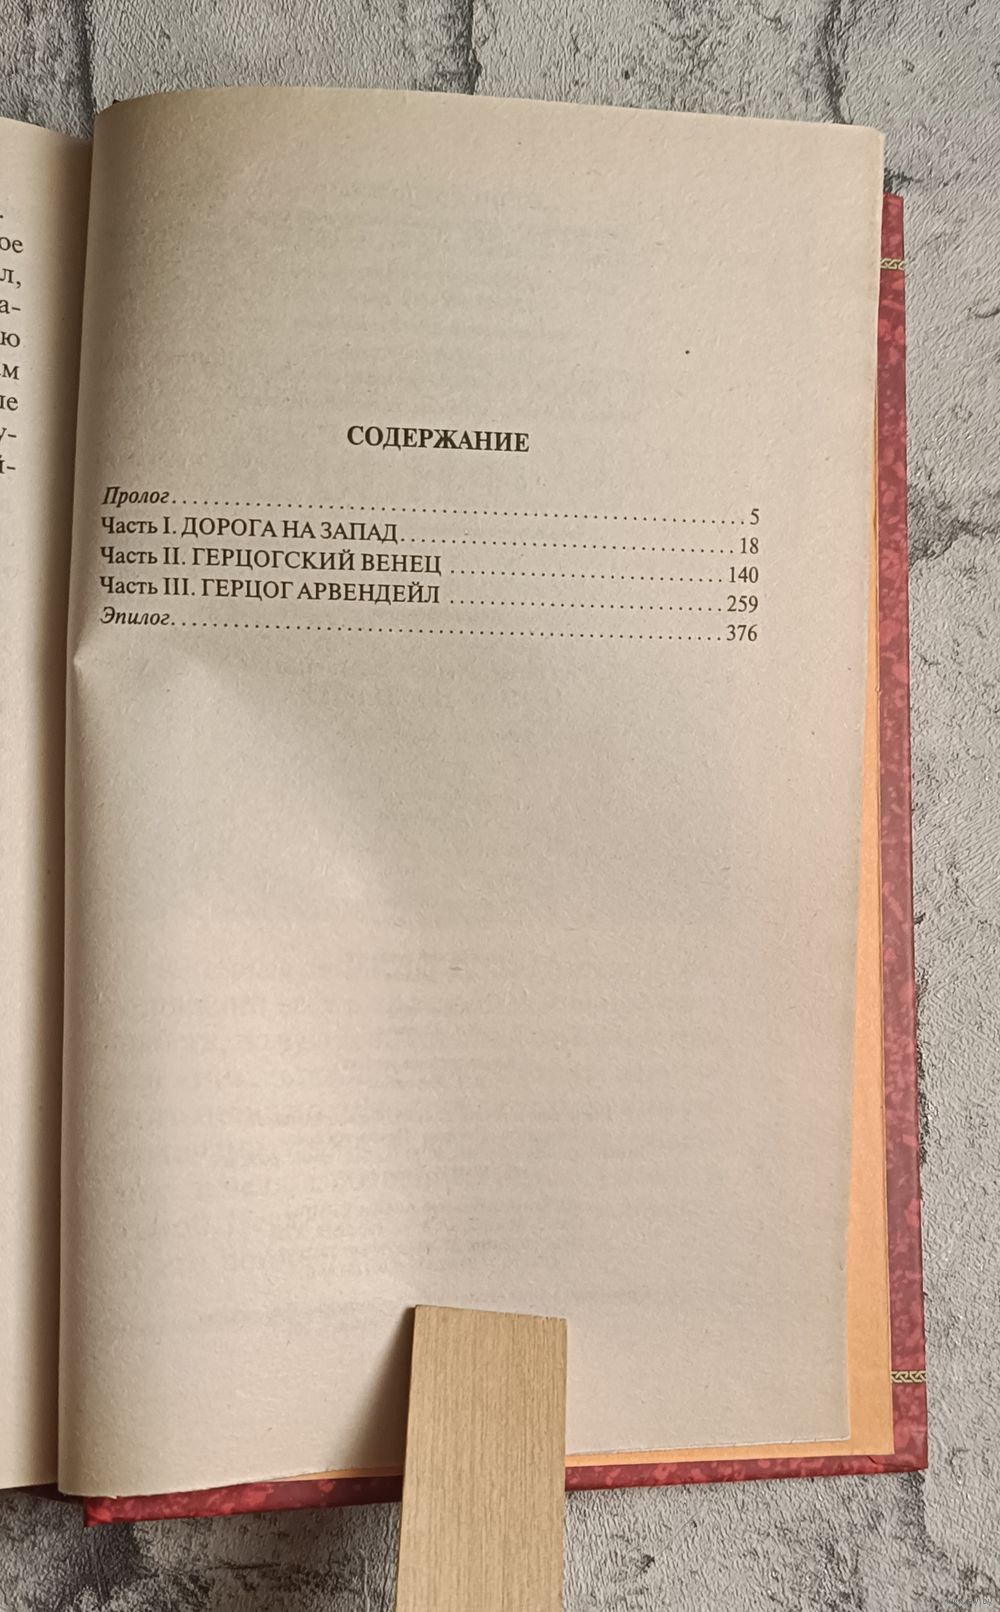 ое
л,
а-
ю
у-
СОДЕРЖАНИЕ
Пролог. . . . . . . . . . . . . . . . . . . . . . . . . . . . . . . . . . . . . . . . . . . . . . . . . . . . . . . 5
Часть I. ДОРОГА НА ЗАПАД. . . . . . . . . . . . . . . . . . . . . . . . . . . . . . . . 18
Часть II. ГЕРЦОГСКИЙ ВЕНЕЦ . . . . . . . . . . . . . . . . . . . . . . . . . . 140
Часть III. ГЕРЦОГ АРВЕНДЕЙЛ . . . . . . . . . . . . . . . . . . . . . . . . . . 259
Эпилог. . . . . . . . . . . . . . . . . . . . . . . . . . . . . . . . . . . . . . . . . . . . . . . . . . . . . 376